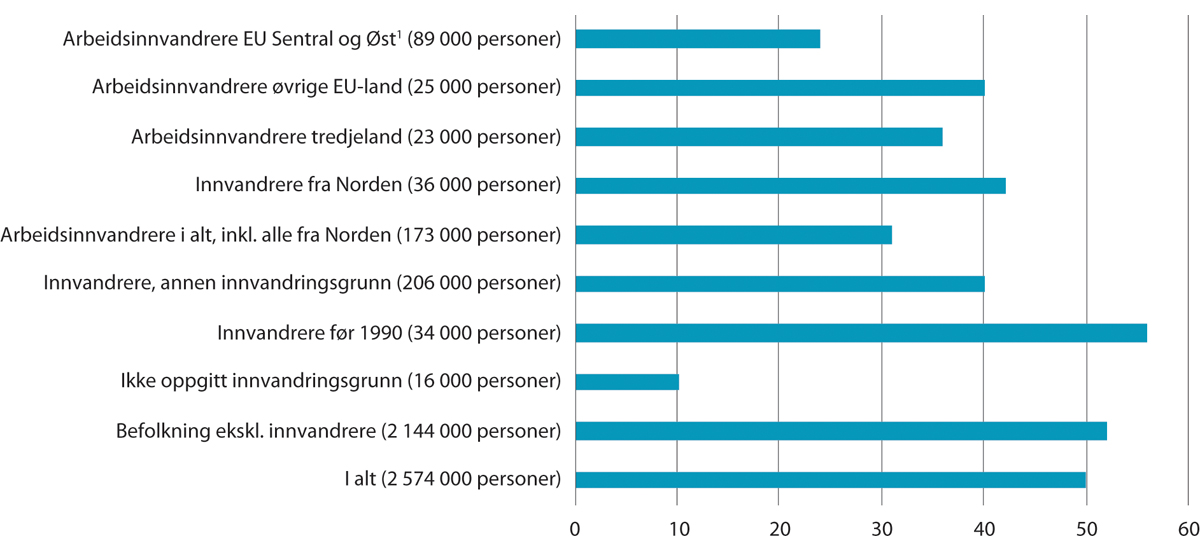 Arbeidsinnvandrere EU Sentral og Øst¹ (89 000 personer)
Arbeidsinnvandrere øvrige EU-land (25 000 personer)
Arbeidsinnvandrere tredjeland (23 000 personer)
Innvandrere fra Norden (36 000 personer)
Arbeidsinnvandrere i alt, inkl. alle fra Norden (173 000 personer)
Innvandrere, annen innvandringsgrunn (206 000 personer)
Innvandrere før 1990 (34 000 personer)
Ikke oppgitt innvandringsgrunn (16 000 personer)
Befolkning ekskl. innvandrere (2 144 000 personer)
I alt (2 574 000 personer)
0 10 20 30 40 50 60